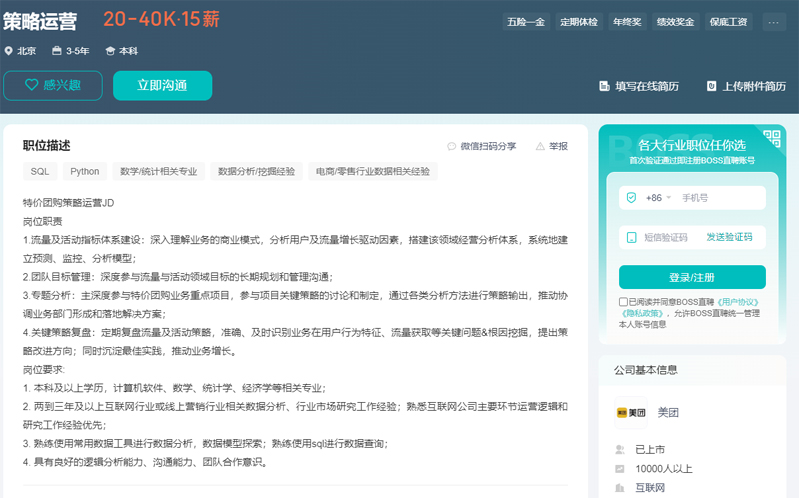 策略运营 20-40K·15薪
五险一金 定期体检 年终奖 绩效奖金 保底工资 ...
北京 3-5年 本科
感兴趣 立即沟通
填写在线简历 上传附件简历
职位描述
微信扫码分享 举报
SQL Python 数学/统计相关专业 数据分析/挖掘经验 电商/零售行业数据相关经验
特价团购策略运营JD
岗位职责
1.流量及活动指标体系建设：深入理解业务的商业模式，分析用户及流量增长驱动因素，搭建该领域经营分析体系，系统地建
立预测、监控、分析模型；
2.团队目标管理：深度参与流量与活动领域目标的长期规划和管理沟通；
3.专题分析：主深度参与特价团购业务重点项目，参与项目关键策略的讨论和制定，通过各类分析方法进行策略输出，推动协
调业务部门形成和落地解决方案；
4.关键策略复盘：定期复盘流量及活动策略，准确、及时识别业务在用户行为特征、流量获取等关键问题&根因挖掘，提出策
略改进方向；同时沉淀最佳实践，推动业务增长。
岗位要求:
1. 本科及以上学历，计算机软件、数学、统计学、经济学等相关专业；
2. 两到三年及以上互联网行业或线上营销行业相关数据分析、行业市场研究工作经验；熟悉互联网公司主要环节运营逻辑和
研究工作经验优先；
3. 熟练使用常用数据工具进行数据分析，数据模型探索；熟练使用sql进行数据查询；
4. 具有良好的逻辑分析能力、沟通能力、团队合作意识。
BOSS
各大行业职位任你选
首次验证通过即注册BOSS直聘账号
+86 手机号
短信验证码 发送验证码
登录/注册
已阅读并同意BOSS直聘《用户协议》
《隐私政策》，允许BOSS直聘统一管理
本人账号信息
公司基本信息
美团 美团
已上市
10000人以上
互联网